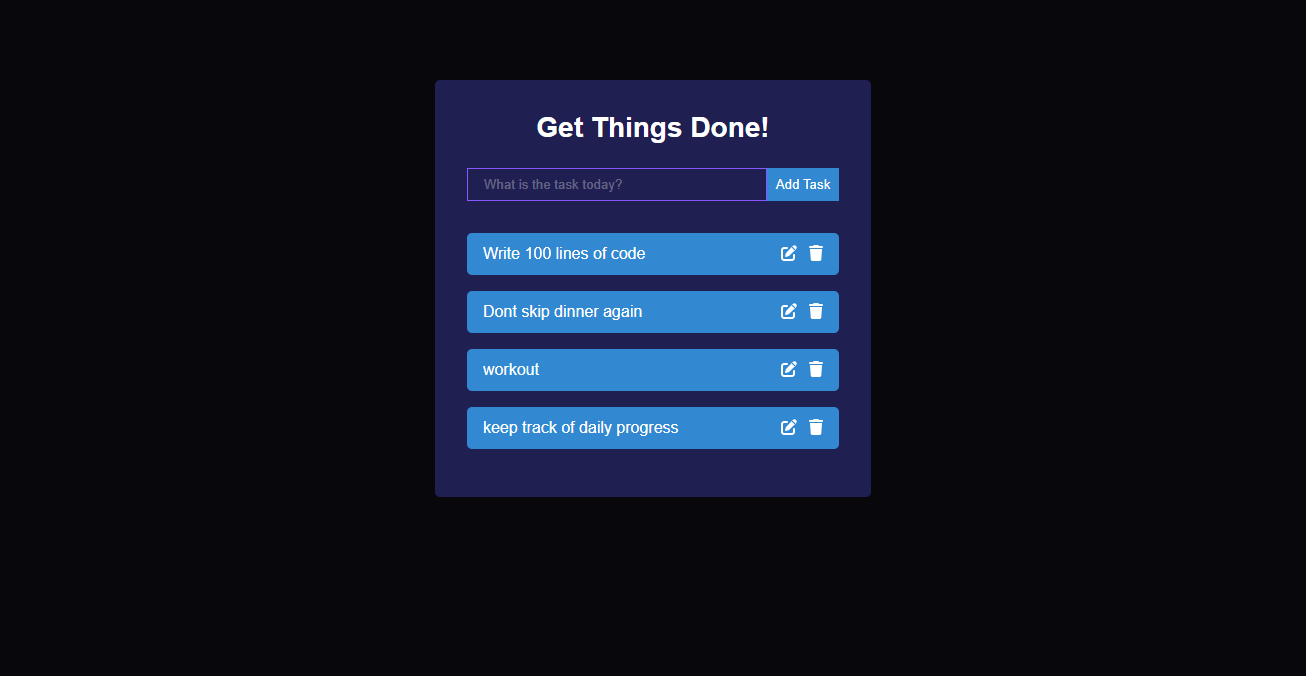 Get Things Done!
What is the task today?
Add Task
Write 100 lines of code
Dont skip dinner again
workout
keep track of daily progress